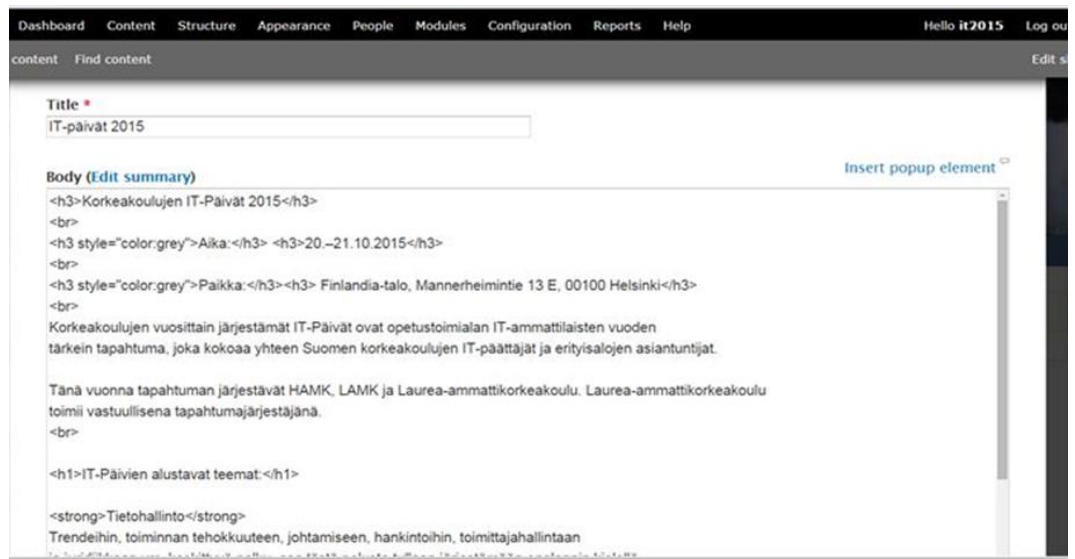 Dashboard Content Structure Appearance People Modules Configuration Reports Help Hello it2015 Log ou
content Find content Edit s
Title *
IT-päivät 2015
Insert popup element
Body (Edit summary)
<h3>Korkeakoulujen IT-Päivät 2015</h3>
<br>
<h3 style="color:grey">Aika:</h3> <h3>20.–21.10.2015</h3>
<br>
<h3 style="color:grey">Paikka:</h3><h3> Finlandia-talo, Mannerheimintie 13 E, 00100 Helsinki</h3>
<br>
Korkeakoulujen vuosittain järjestämät IT-Päivät ovat opetustoimialan IT-ammattilaisten vuoden
tärkein tapahtuma, joka kokoaa yhteen Suomen korkeakoulujen IT-päättäjät ja erityisalojen asiantuntijat.
Tänä vuonna tapahtuman järjestävät HAMK, LAMK ja Laurea-ammattikorkeakoulu. Laurea-ammattikorkeakoulu
toimii vastuullisena tapahtumajärjestäjänä.
<br>
<h1>IT-Päivien alustavat teemat:</h1>
<strong>Tietohallinto</strong>
Trendeihin, toiminnan tehokkuuteen, johtamiseen, hankintoihin, toimittajahallintaan